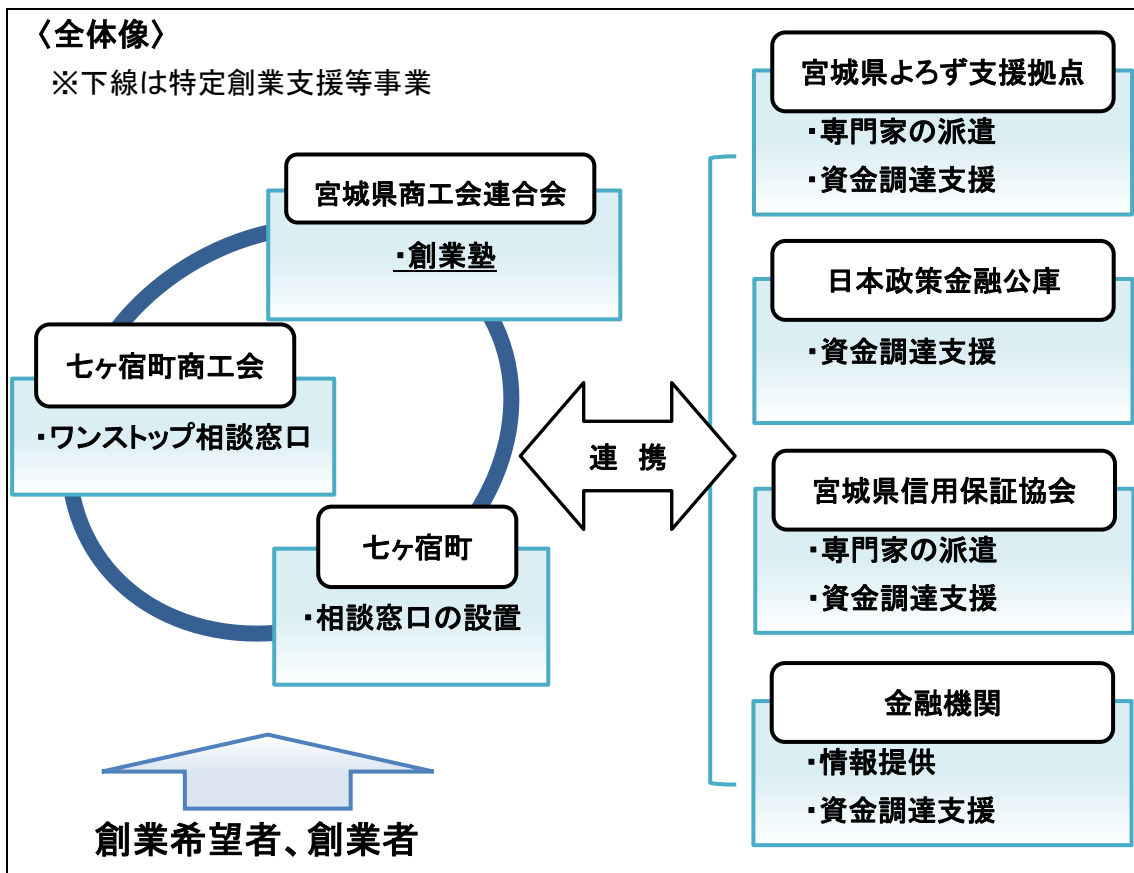 〈全体像〉
※下線は特定創業支援等事業
宮城県商工会連合会
・創業塾
七ヶ宿町商工会
・ワンストップ相談窓口
七ヶ宿町
・相談窓口の設置
創業希望者、創業者
連 携
宮城県よろず支援拠点
・専門家の派遣
・資金調達支援
日本政策金融公庫
・資金調達支援
宮城県信用保証協会
・専門家の派遣
・資金調達支援
金融機関
・情報提供
・資金調達支援